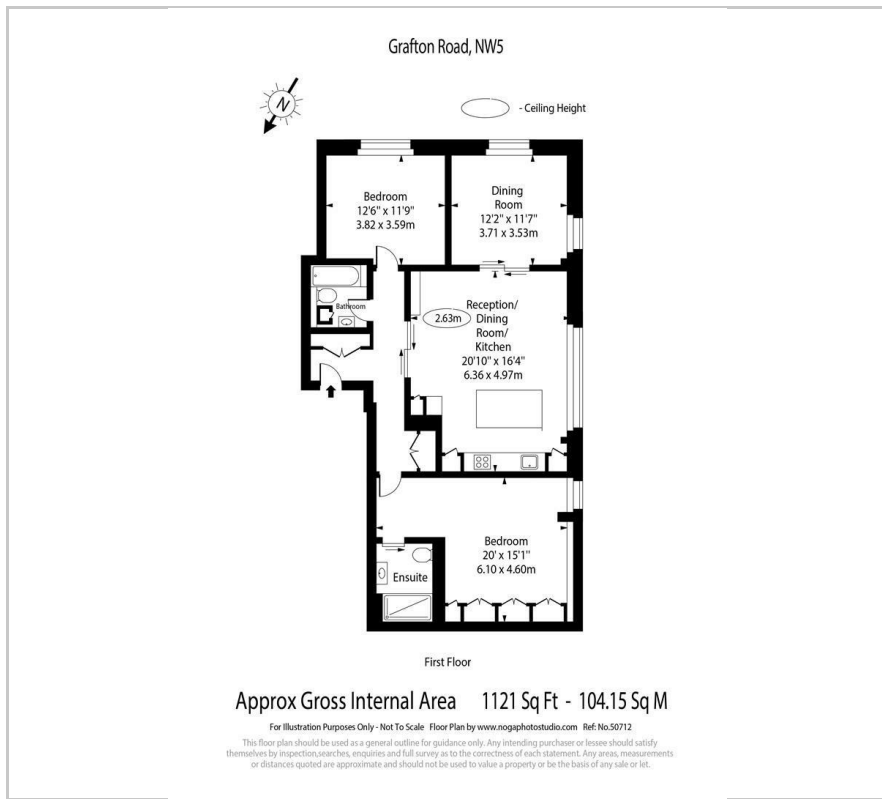 Grafton Road, NW5
N
- Ceiling Height
Bedroom
12'6" x 11'9"
3.82 x 3.59m
Dining
Room
12'2" x 11'7"
3.71 x 3.53m
Bathroom
2.63m
Reception/
Dining
Room/
Kitchen
20'10" x 16'4"
6.36 x 4.97m
Bedroom
20' x 15'1"
6.10 x 4.60m
Ensuite
First Floor
Approx Gross Internal Area 1121 Sq Ft - 104.15 Sq M
For Illustration Purposes Only - Not To Scale Floor Plan by www.nogaphotostudio.com Ref: No.50712
This floor plan should be used as a general outline for guidance only. Any intending purchaser or lessee should satisfy
themselves by inspection,searches, enquiries and full survey as to the correctness of each statement. Any areas, measurements
or distances quoted are approximate and should not be used to value a property or be the basis of any sale or let.